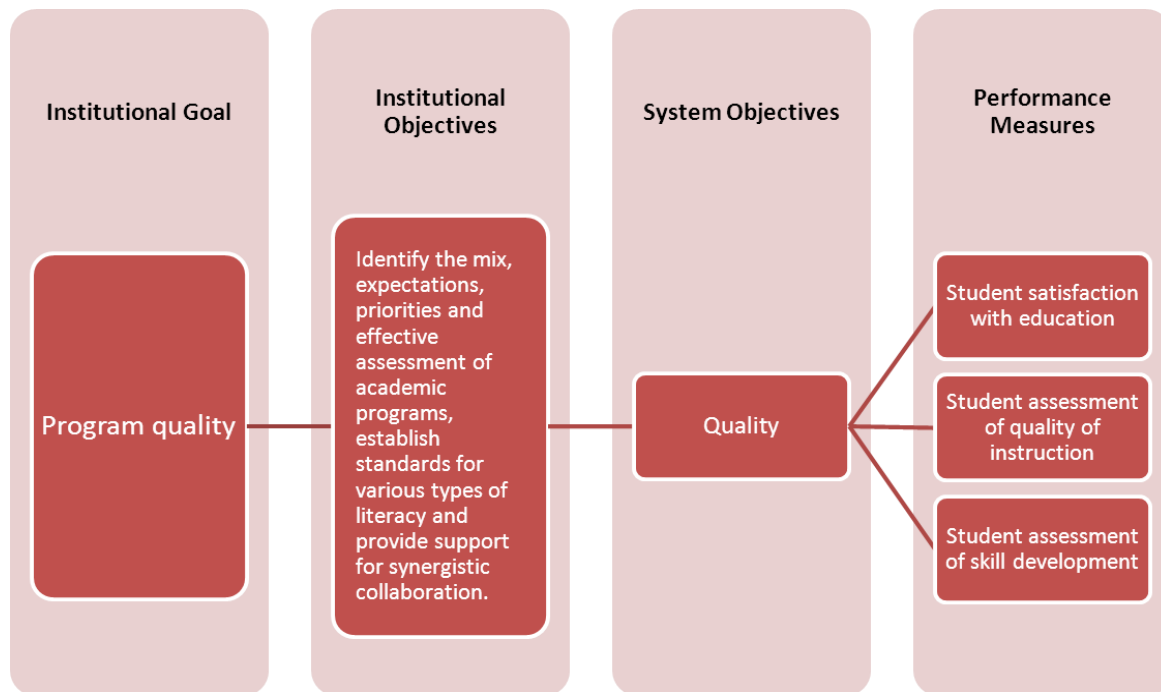 Institutional Goal
Institutional
Objectives
System Objectives
Performance
Measures
Program quality
Identify the mix,
expectations,
priorities and
effective
assessment of
academic
programs,
establish
standards for
various types of
literacy and
provide support
for synergistic
collaboration.
Quality
Student satisfaction
with education
Student assessment
of quality of
instruction
Student assessment
of skill development